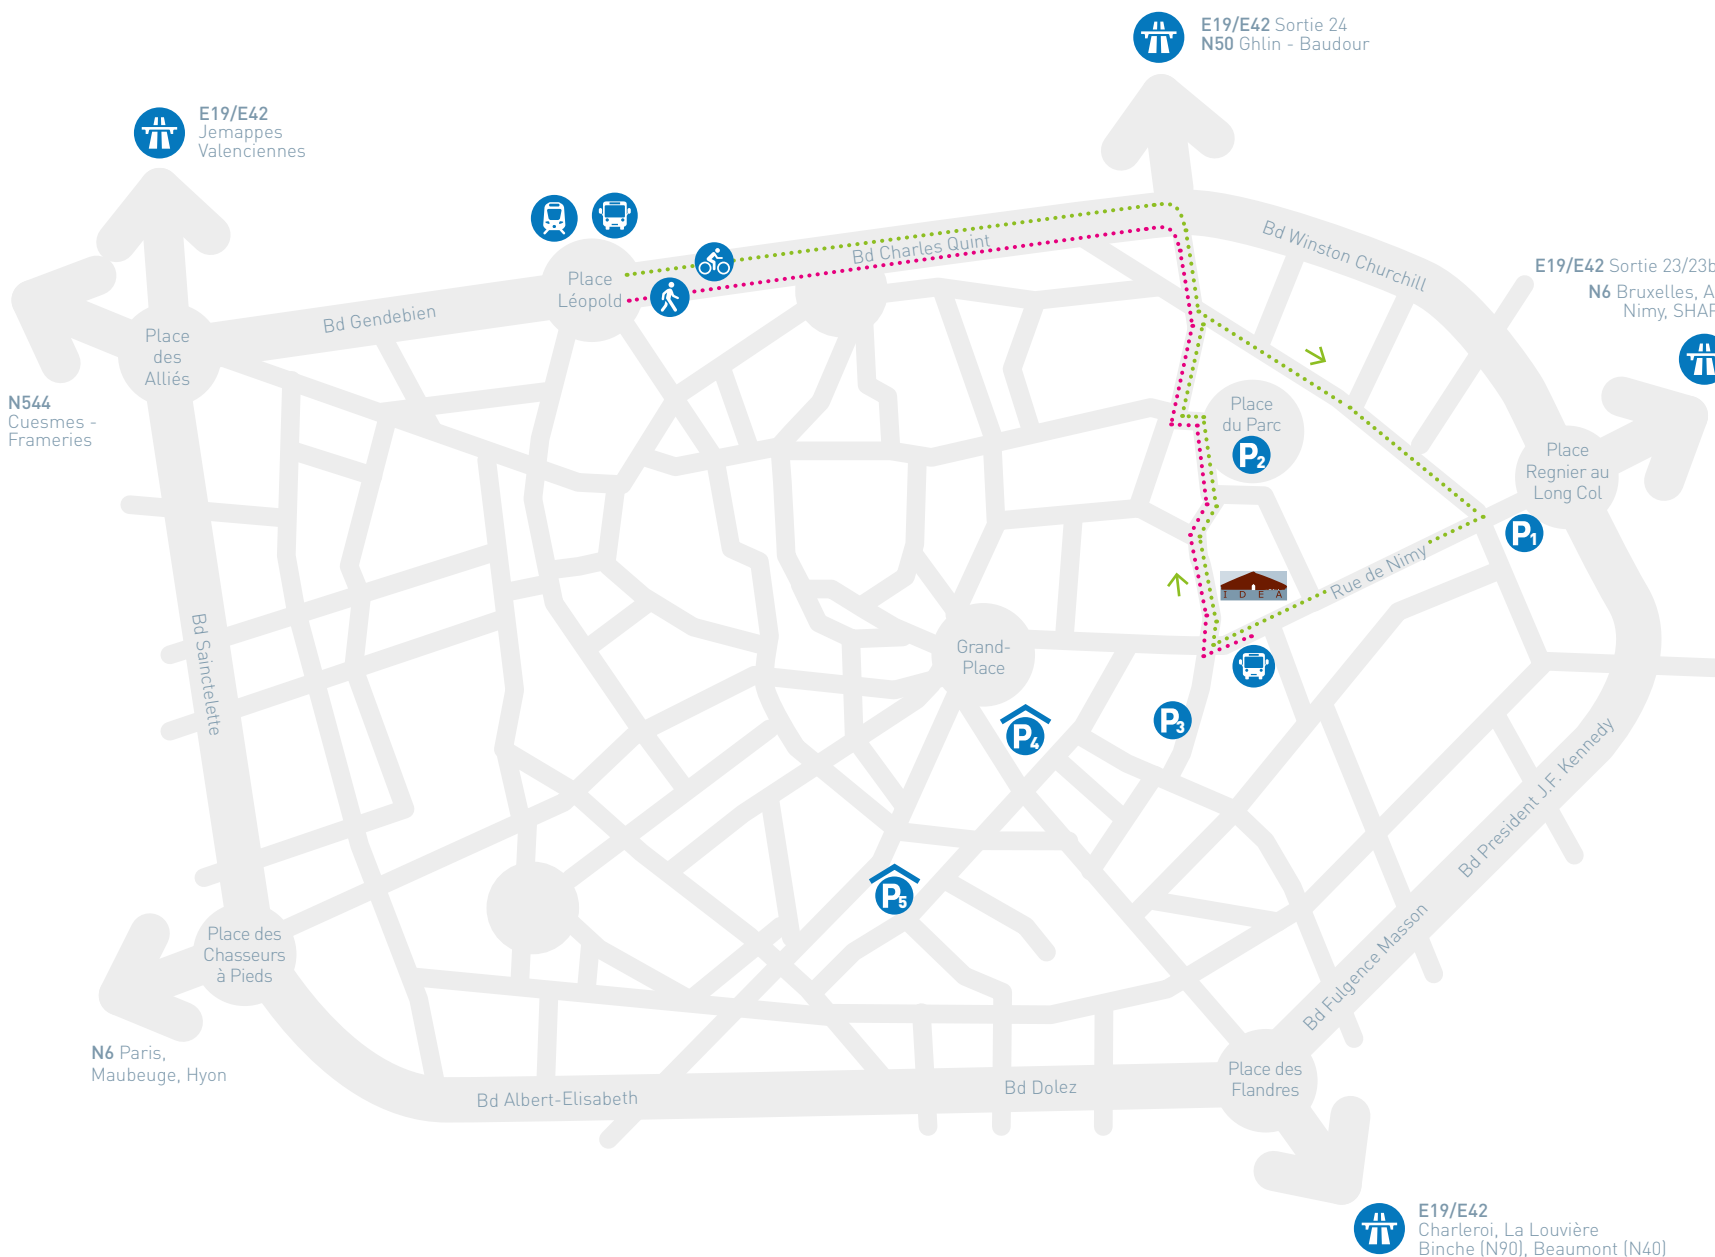 E19/E42 Sortie 24
N50 Ghlin - Baudour
E19/E42
Jemappes
Valenciennes
Bd Winston Churchill
Bd Charles Quint
E19/E42 Sortie 23/23b
N6 Bruxelles, A
Nimy, SHAP
Place
Léopold
Bd Gendebien
Place
des
Alliés
N544
Cuesmes -
Frameries
Place
du Parc
P2
Place
Regnier au
Long Col
P1
Rue de Nimy
IDEA
Bd Sainctelette
Grand-
Place
P3
P4
Bd President J.F. Kennedy
P5
Place des
Chasseurs
à Pieds
Bd Fulgence Masson
N6 Paris,
Maubeuge, Hyon
Place des
Flandres
Bd Dolez
Bd Albert-Elisabeth
E19/E42
Charleroi, La Louvière
Binche (N90), Beaumont (N40)